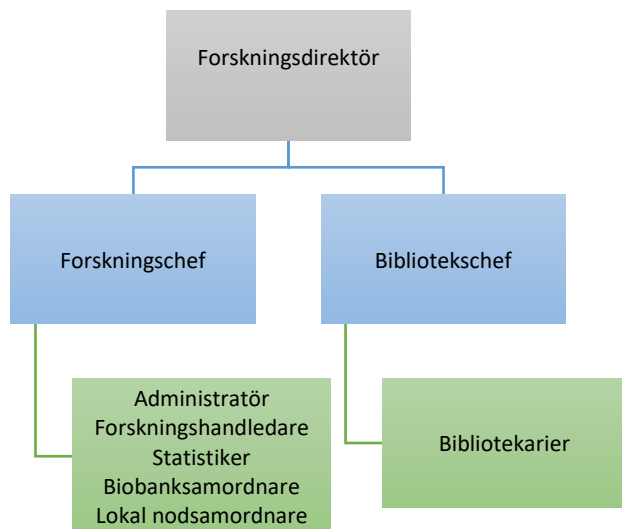 Forskningsdirektör
Forskningschef
Bibliotekschef
Administratör
Forskningshandledare
Statistiker
Biobanksamordnare
Lokal nodsamordnare
Bibliotekarier